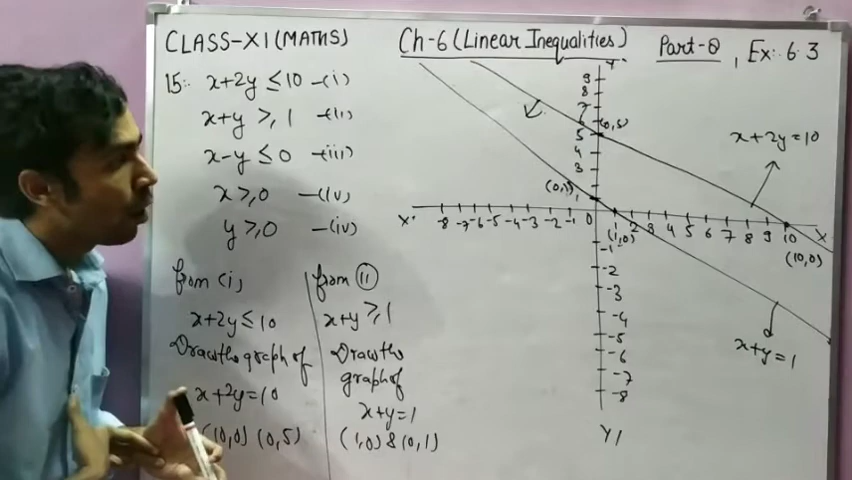 CLASS-XI (MATHS)
Ch-6 (Linear Inequalities)
Part-8, Ex:- 6.3
15:- x+2y ≤ 10 -(i)
x+y ≥ 1 -(ii)
x-y ≤ 0 -(iii)
x ≥ 0 -(iv)
y ≥ 0 -(iv)
from (i)
x+2y ≤ 10
Draw the graph of
x+2y=10
(10,0) (0,5)
from (II)
x+y ≥ 1
Draw the
graph of
x+y=1
(1,0) & (0,1)
Y
9
8
7
6
5 (0,5)
4
3
(0,1) 1
X' -8 -7 -6 -5 -4 -3 -2 -1 0 2 3 4 5 6 7 8 9 10 X
(1,0)
(10,0)
-1
-2
-3
-4
-5
-6
-7
-8
Y'
x+2y=10
x+y=1